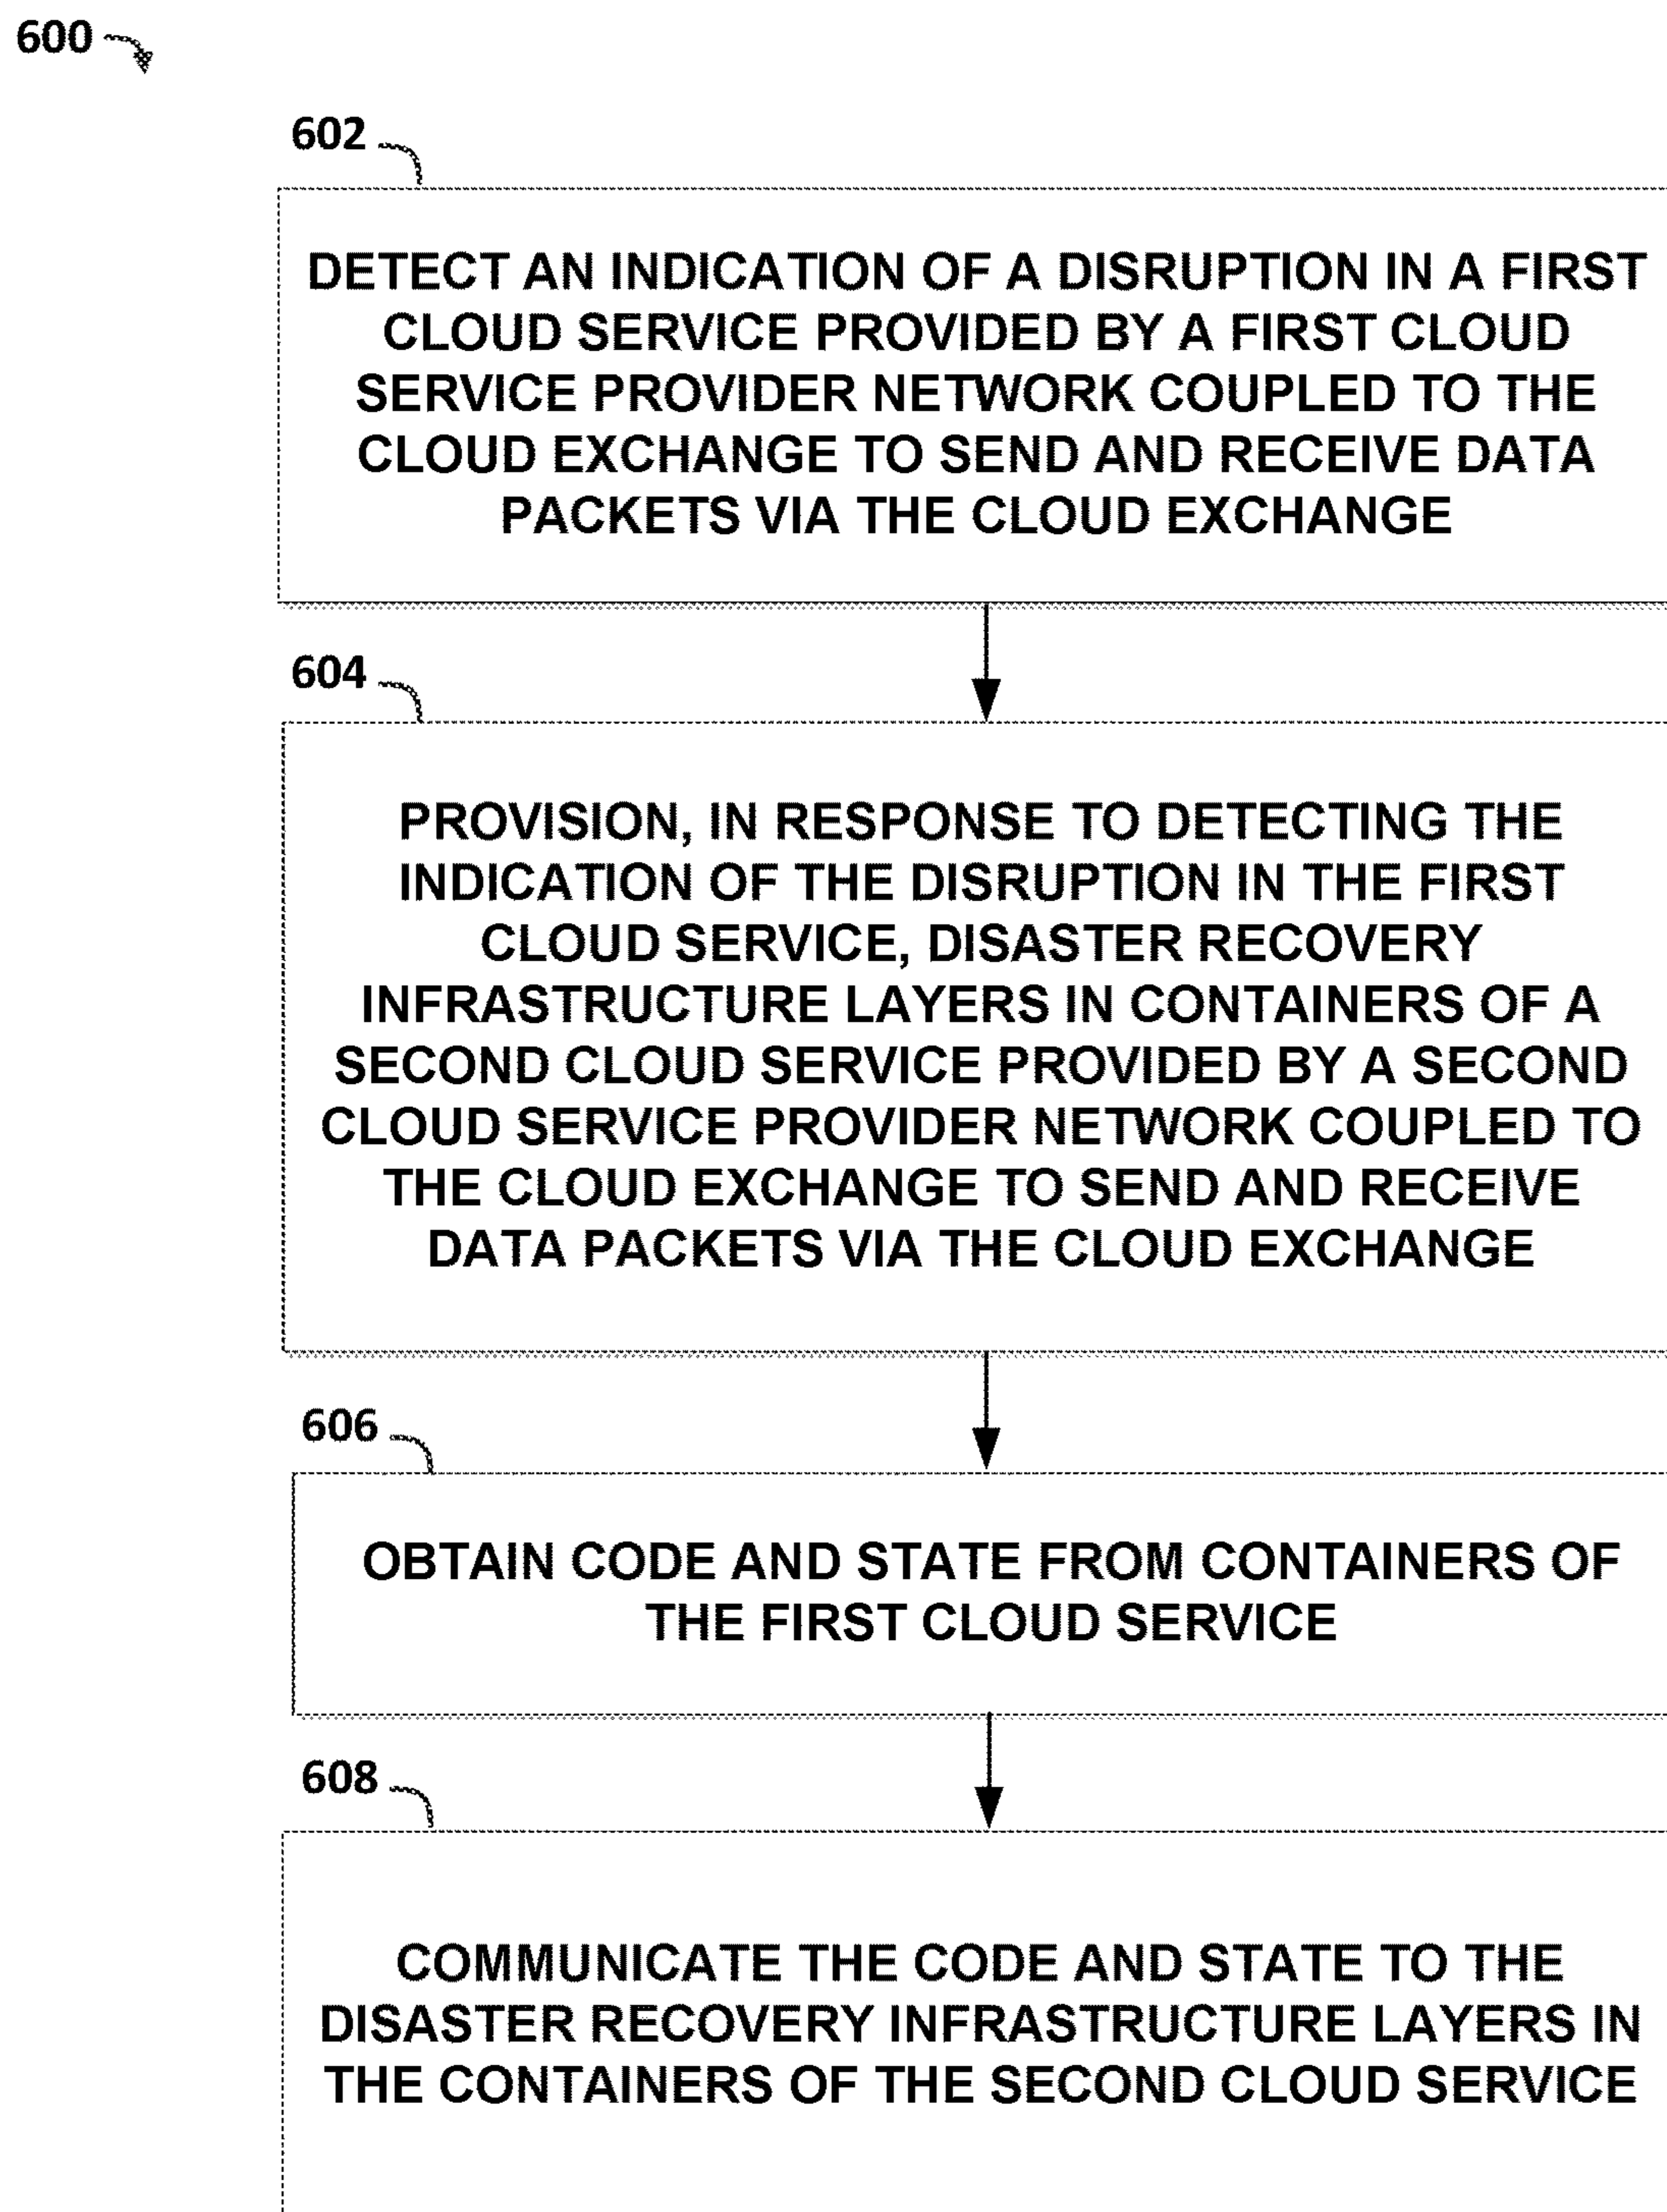 600
602
DETECT AN INDICATION OF A DISRUPTION IN A FIRST
CLOUD SERVICE PROVIDED BY A FIRST CLOUD
SERVICE PROVIDER NETWORK COUPLED TO THE
CLOUD EXCHANGE TO SEND AND RECEIVE DATA
PACKETS VIA THE CLOUD EXCHANGE
604
PROVISION, IN RESPONSE TO DETECTING THE
INDICATION OF THE DISRUPTION IN THE FIRST
CLOUD SERVICE, DISASTER RECOVERY
INFRASTRUCTURE LAYERS IN CONTAINERS OF A
SECOND CLOUD SERVICE PROVIDED BY A SECOND
CLOUD SERVICE PROVIDER NETWORK COUPLED TO
THE CLOUD EXCHANGE TO SEND AND RECEIVE
DATA PACKETS VIA THE CLOUD EXCHANGE
606
OBTAIN CODE AND STATE FROM CONTAINERS OF
THE FIRST CLOUD SERVICE
608
COMMUNICATE THE CODE AND STATE TO THE
DISASTER RECOVERY INFRASTRUCTURE LAYERS IN
THE CONTAINERS OF THE SECOND CLOUD SERVICE